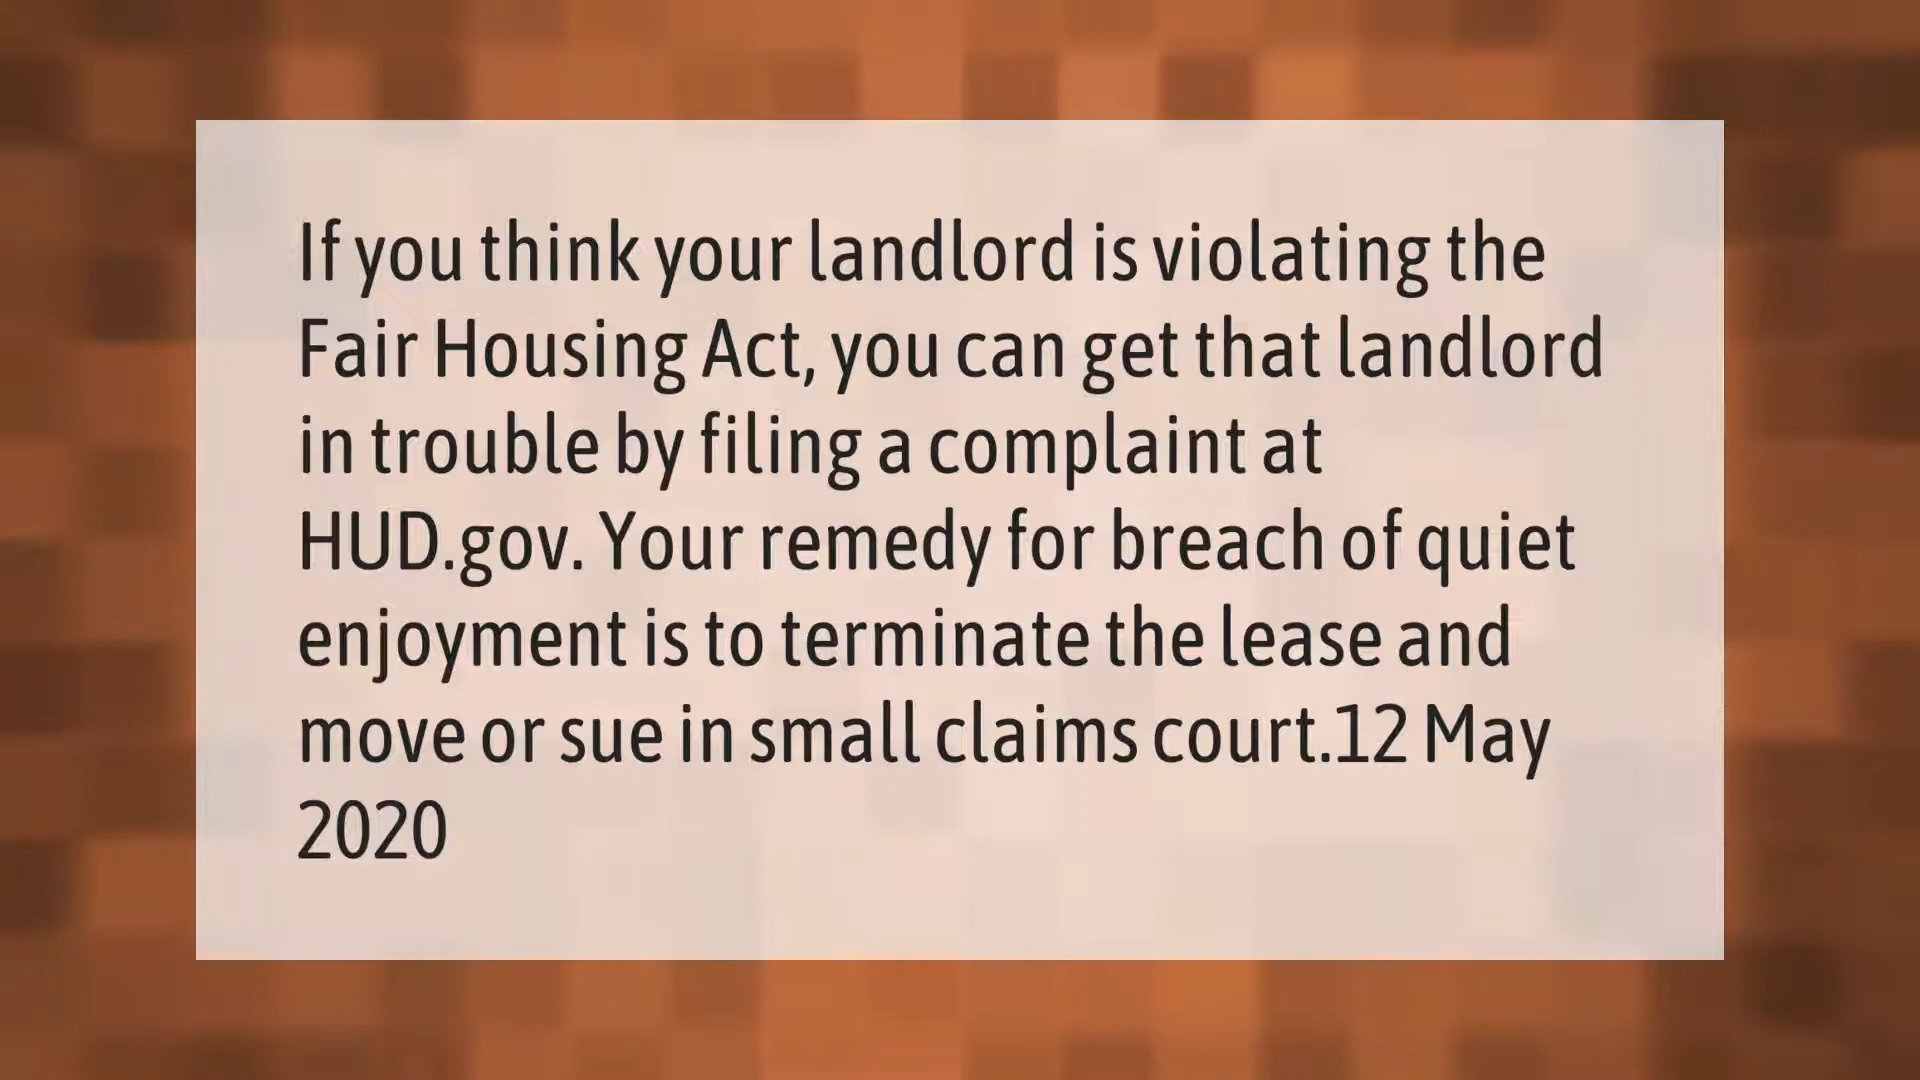 If you think your landlord is violating the
Fair Housing Act, you can get that landlord
in trouble by filing a complaint at
HUD.gov. Your remedy for breach of quiet
enjoyment is to terminate the lease and
move or sue in small claims court.12 May
2020